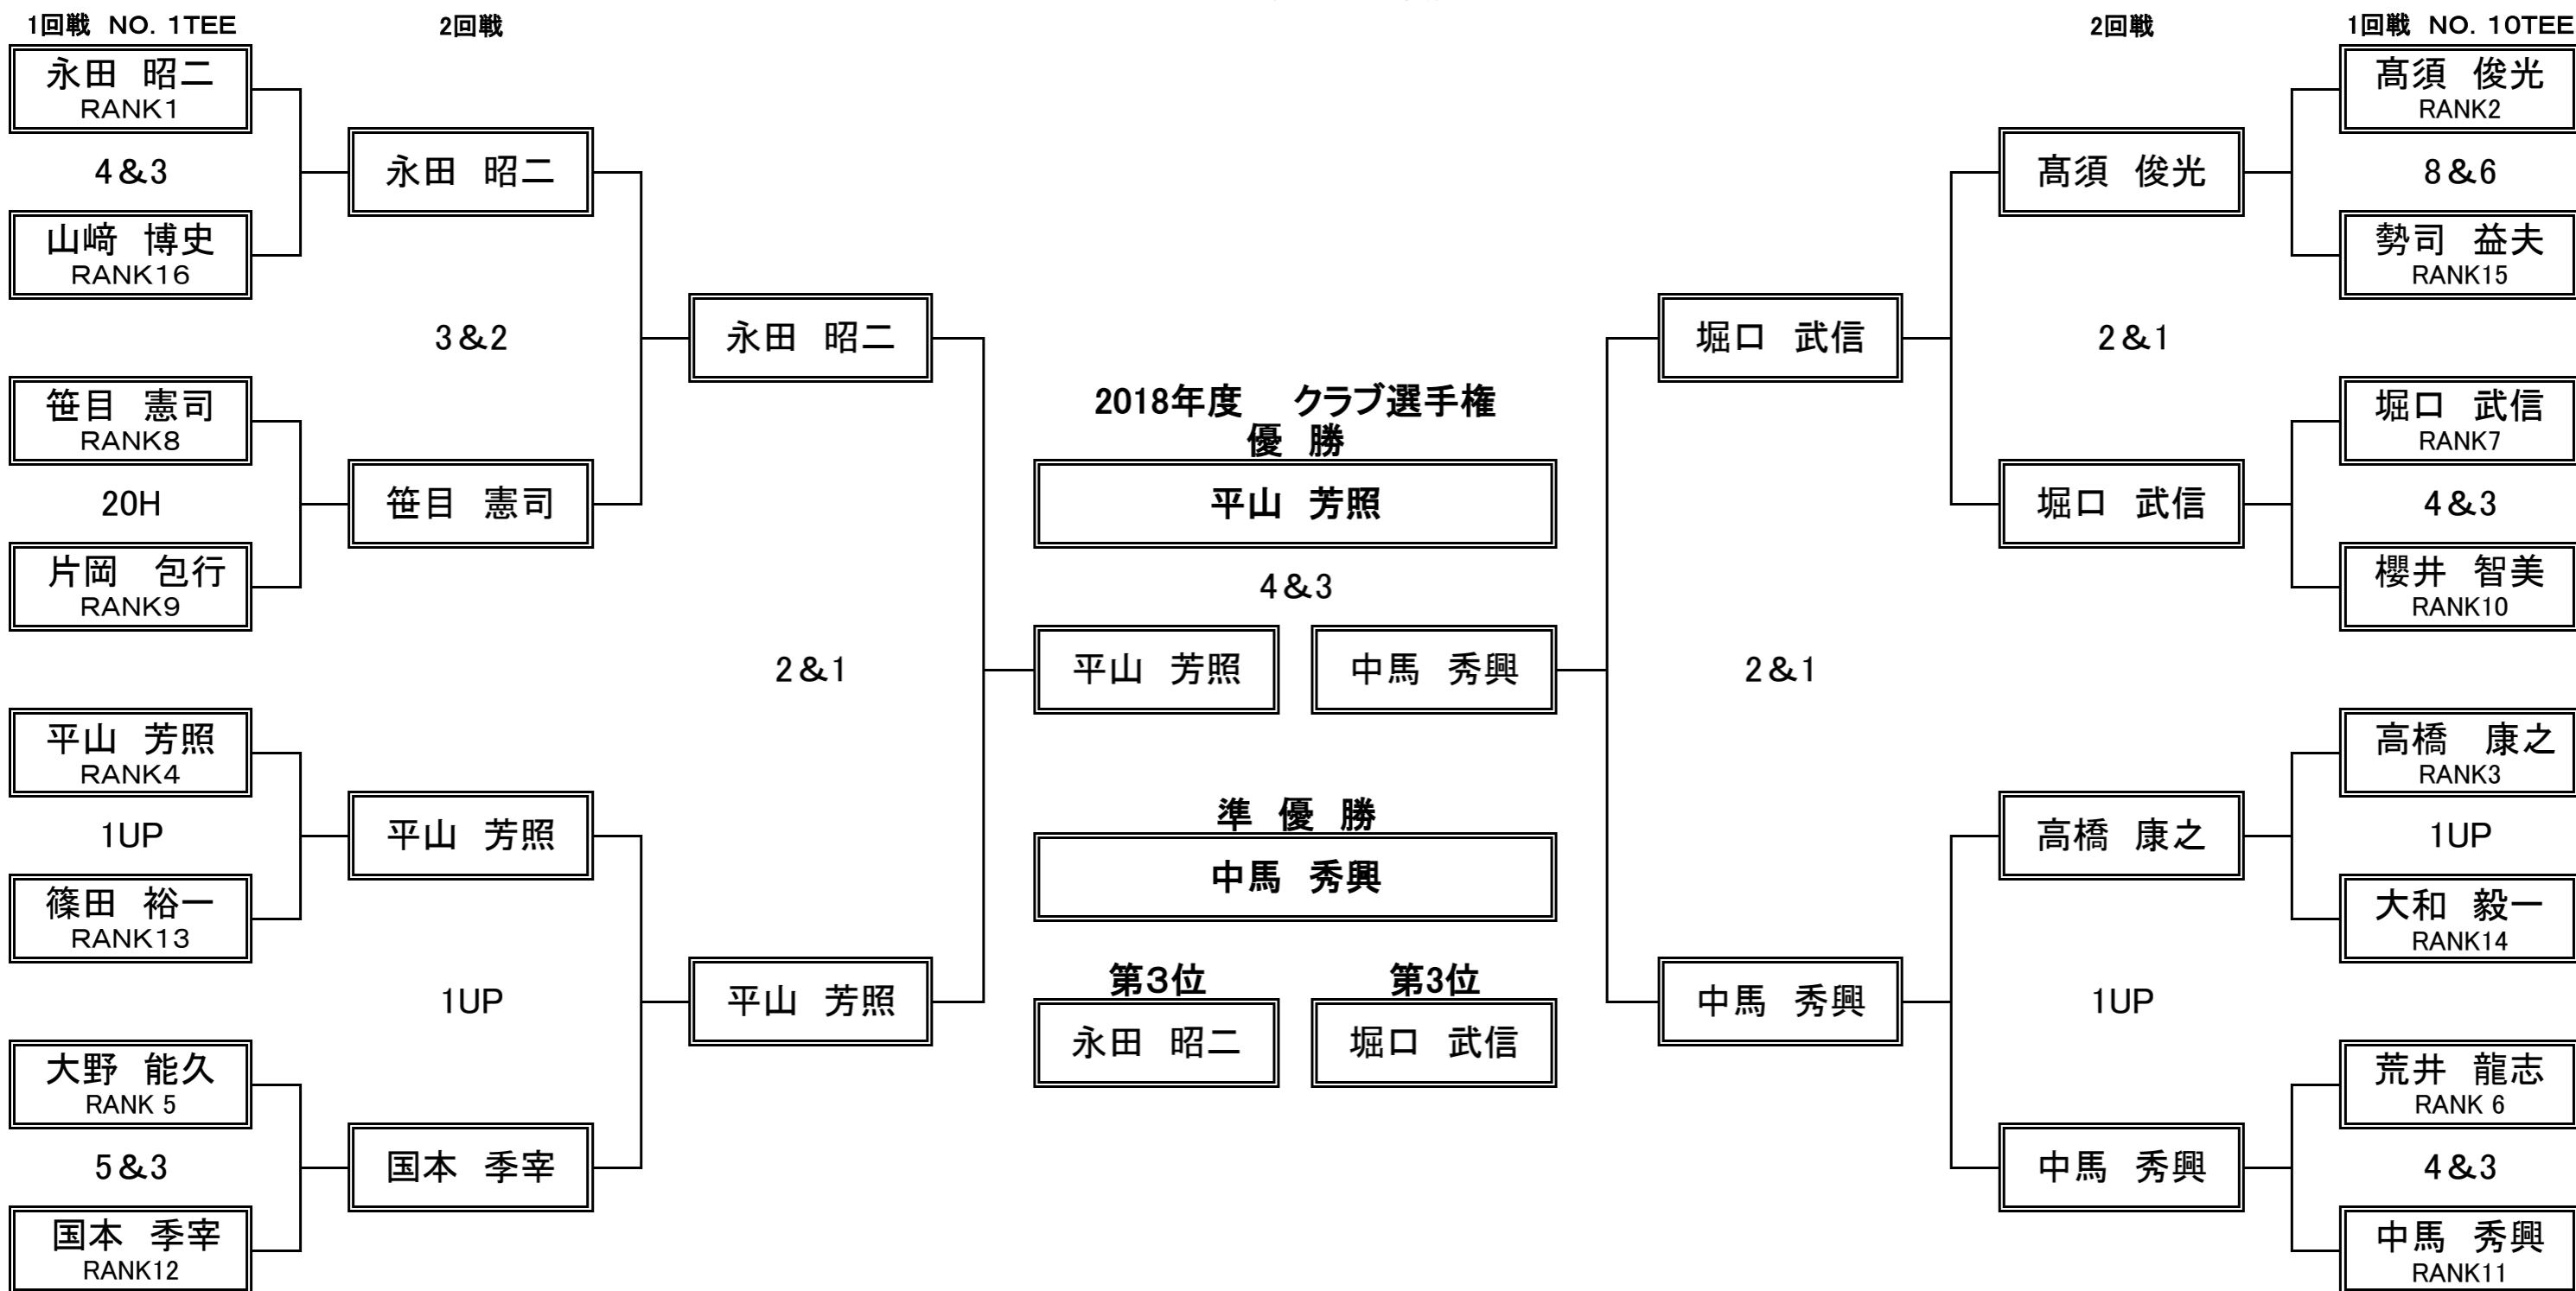 1回戦 NO. 1TEE
2回戦
2回戦
1回戦 NO. 10TEE
永田 昭二
RANK1
4&3
山﨑 博史
RANK16
永田 昭二
3&2
笹目 憲司
RANK8
20H
片岡 包行
RANK9
笹目 憲司
永田 昭二
2&1
平山 芳照
RANK4
1UP
篠田 裕一
RANK13
平山 芳照
1UP
大野 能久
RANK 5
5&3
国本 季宰
RANK12
国本 季宰
平山 芳照
2018年度 クラブ選手権
優 勝
平山 芳照
4&3
平山 芳照
中馬 秀興
準 優 勝
中馬 秀興
第3位
第3位
永田 昭二
堀口 武信
堀口 武信
2&1
中馬 秀興
髙須 俊光
2&1
堀口 武信
高橋 康之
1UP
中馬 秀興
髙須 俊光
RANK2
8&6
勢司 益夫
RANK15
堀口 武信
RANK7
4&3
櫻井 智美
RANK10
高橋 康之
RANK3
1UP
大和 毅一
RANK14
荒井 龍志
RANK 6
4&3
中馬 秀興
RANK11